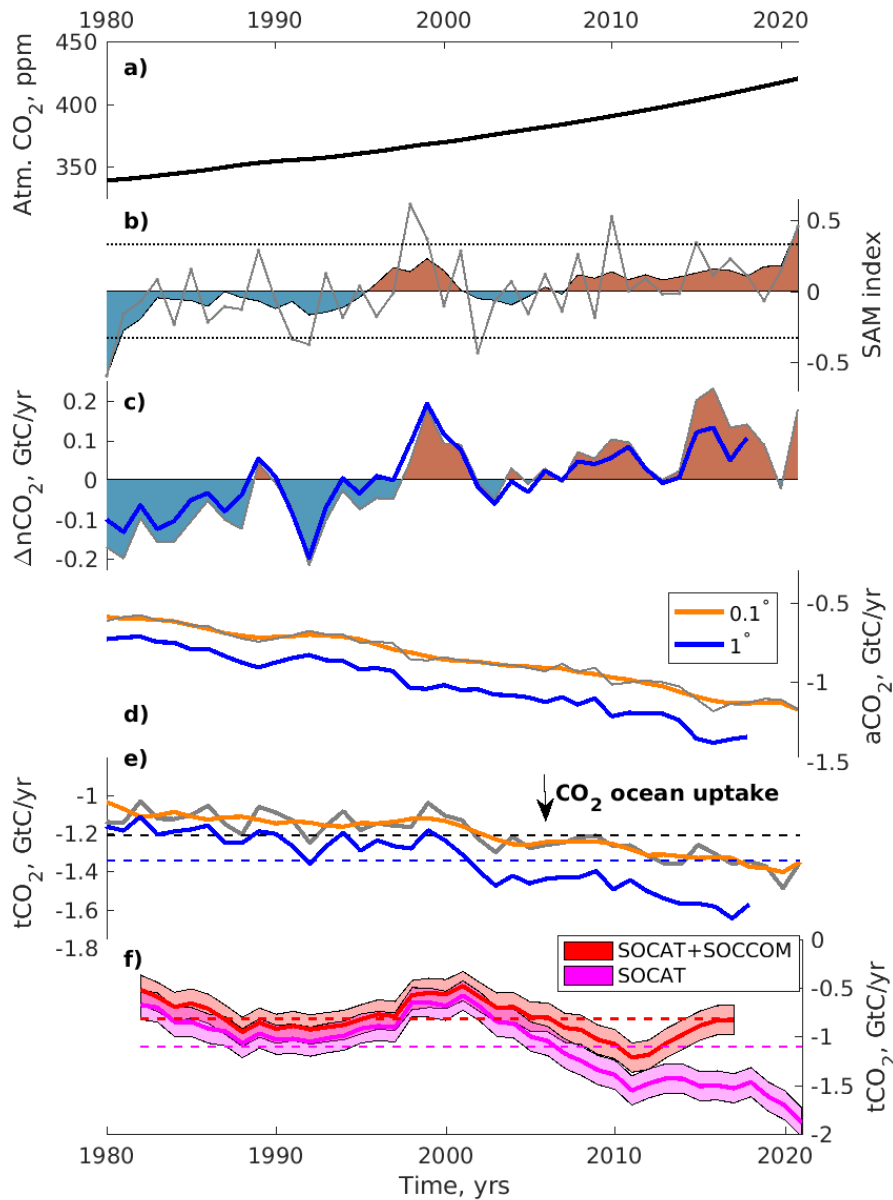 1980 1990 2000 2010 2020
450
400
350
Atm. CO2, ppm
a)
b)
0.5
0
-0.5
SAM index
c)
0.2
0.1
0
-0.1
-0.2
ΔnCO2, GtC/yr
0.1°
1°
-0.5
-1
-1.5
aCO2, GtC/yr
d)
e)
-1
-1.2
-1.4
-1.6
-1.8
tCO2, GtC/yr
CO2 ocean uptake
f)
SOCAT+SOCCOM
SOCAT
0
-0.5
-1
-1.5
-2
tCO2, GtC/yr
1980 1990 2000 2010 2020
Time, yrs